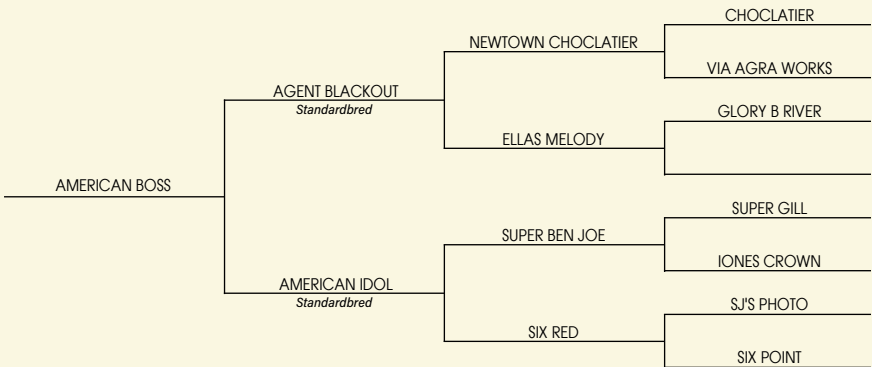 CHOCLATIER
NEWTOWN CHOCLATIER
VIA AGRA WORKS
AGENT BLACKOUT
Standardbred
GLORY B RIVER
ELLAS MELODY
AMERICAN BOSS
SUPER GILL
SUPER BEN JOE
IONES CROWN
AMERICAN IDOL
Standardbred
SJ'S PHOTO
SIX RED
SIX POINT